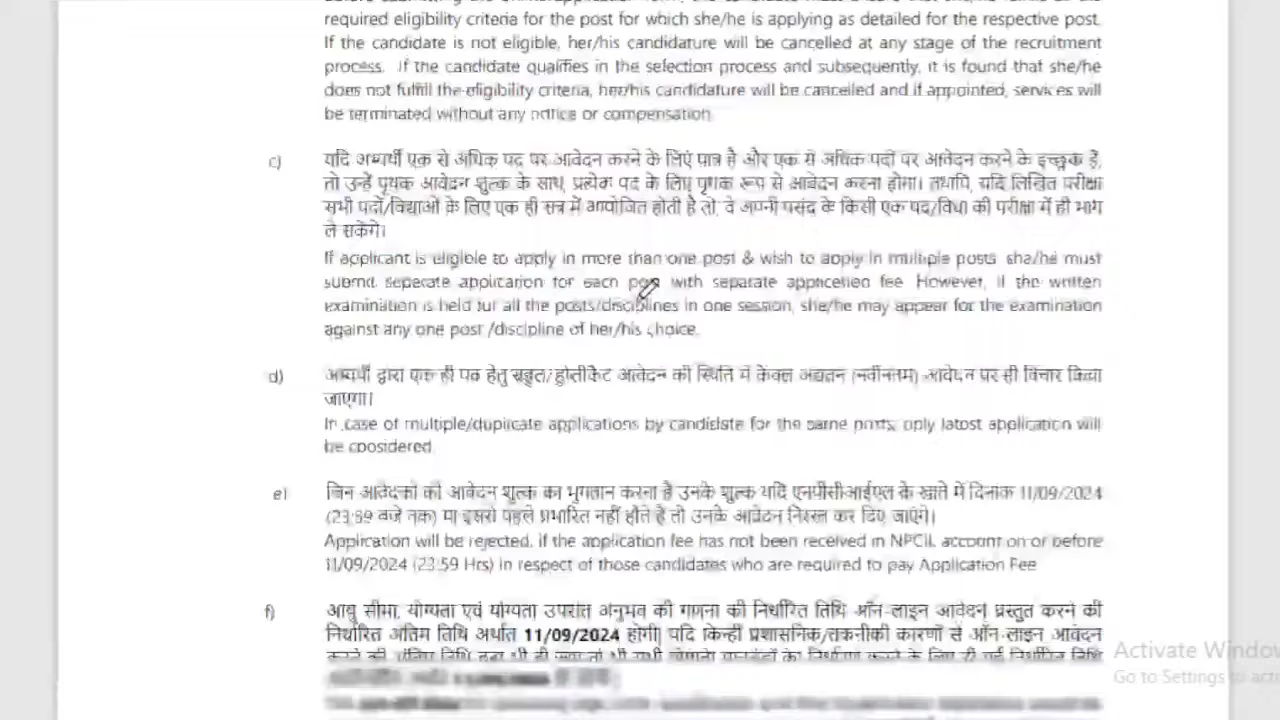 required eligibility criteria for the post for which she/he is applying as detailed for the respective post.
If the candidate is not eligible, her/his candidature will be cancelled at any stage of the recruitment
process. If the candidate qualifies in the selection process and subsequently, it is found that she/he
does not fulfill the eligibility criteria, her/his candidature will be cancelled and if appointed, services will
be terminated without any notice or compensation.
c) यदि अभ्यर्थी एक से अधिक पद पर आवेदन करने के लिए पात्र है और एक से अधिक पदों पर आवेदन करने के इच्छुक हैं,
तो उन्हें पृथक आवेदन शुल्क के साथ, प्रत्येक पद के लिए पृथक रूप से आवेदन करना होगा। तथापि, यदि लिखित परीक्षा
सभी पदों/विद्याओं के लिए एक ही सत्र में आयोजित होती है तो, वे अपनी पसंद के किसी एक पद/विधा की परीक्षा में ही भाग
ले सकेंगे।
If applicant is eligible to apply in more than one post & wish to apply in multiple posts she/he must
submit seperate application for each post with separate application fee. However, if the written
examination is held for all the posts/disciplines in one session, she/he may appear for the examination
against any one post /discipline of her/his choice.
d) अभ्यर्थी द्वारा एक ही पद हेतु आवेदन की स्थिति में केवल अद्यतन (नवीनतम) आवेदन पर ही विचार किया
जाएगा।
In case of multiple/duplicate applications by candidate for the same posts, only latest application will
be considered
e) जिन आवेदकों को आवेदन शुल्क का भुगतान करना है उनके शुल्क यदि एनपीसीआईएल के खाते में दिनांक 11/09/2024
(23:59 बजे तक) या इससे पहले प्रभारित नहीं होते है तो उनके आवेदन निरस्त कर दिए जाएंगे।
Application will be rejected, if the application fee has not been received in NPCIL account on or before
11/09/2024 (23:59 Hrs) in respect of those candidates who are required to pay Application Fee
f) आयु सीमा, योग्यता एवं योग्यता उपरांत अनुभव की गणना की निर्धारित तिथि ऑन-लाइन आवेदन प्रस्तुत करने की
निर्धारित अंतिम तिथि अर्थात 11/09/2024 होगी। यदि किन्हीं प्रशासनिक/तकनीकी कारणों से ऑन-लाइन आवेदन
Activate Window
Go to Settings to acti